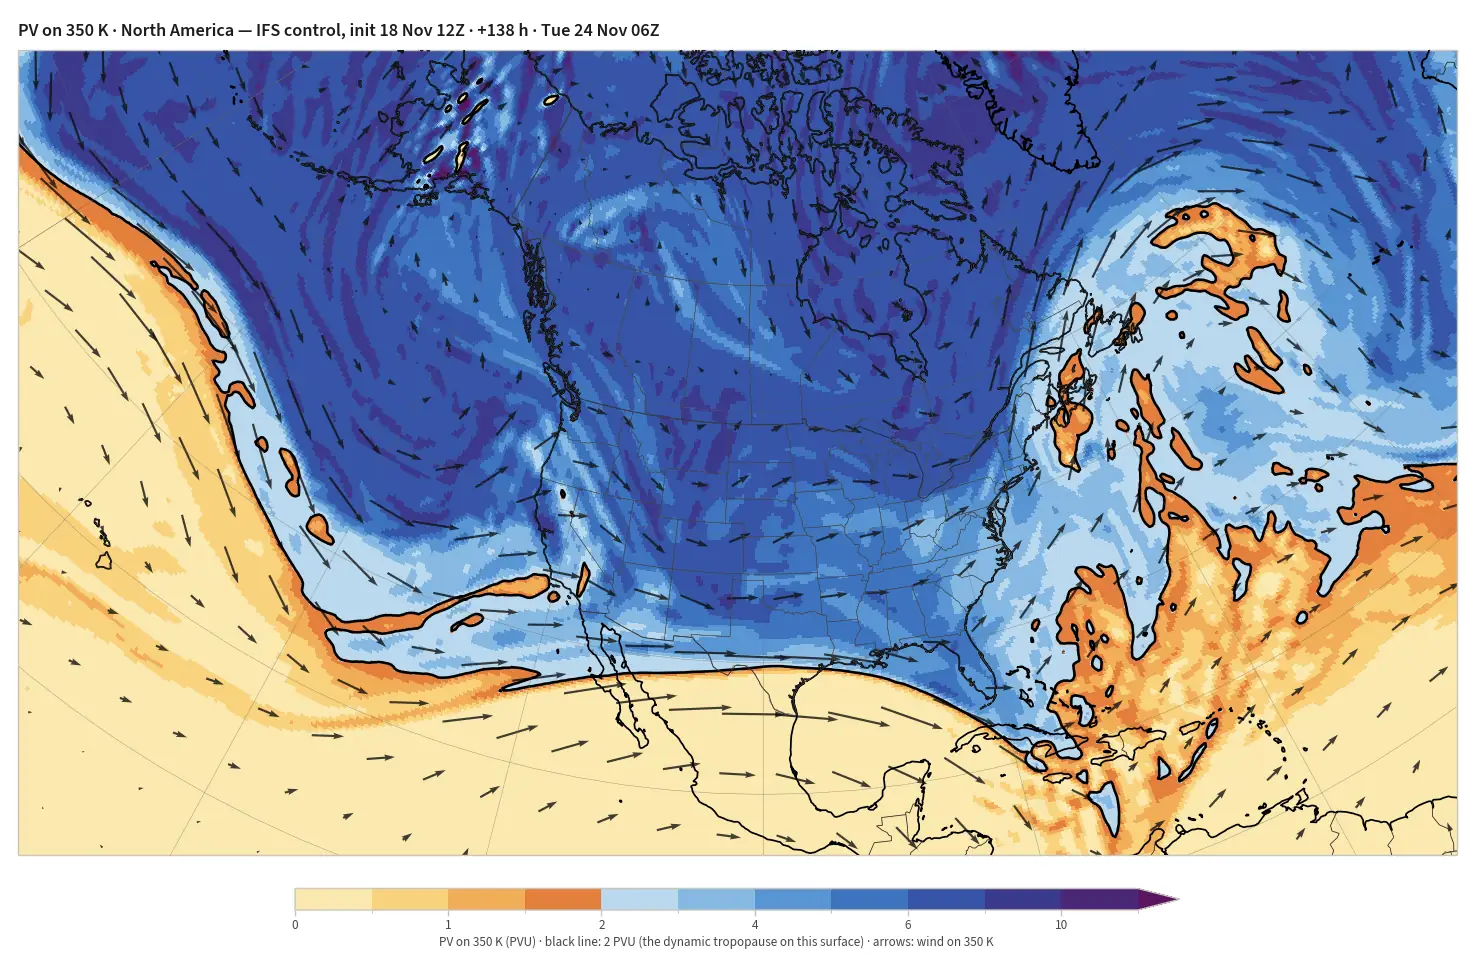 PV on 350 K · North America — IFS control, init 18 Nov 12Z · +138 h · Tue 24 Nov 06Z
0 1 2 4 6 10
PV on 350 K (PVU) · black line: 2 PVU (the dynamic tropopause on this surface) · arrows: wind on 350 K